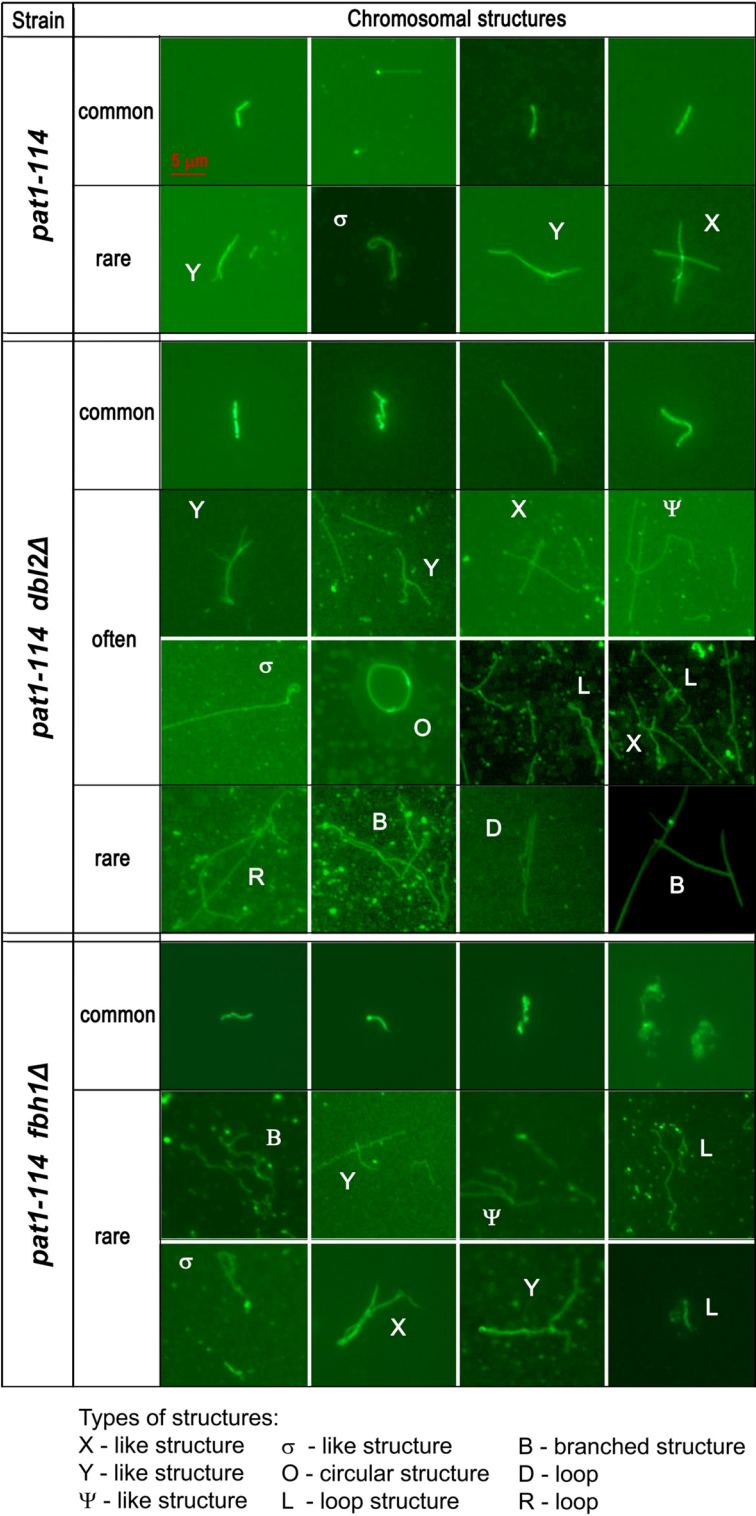 Strain
Chromosomal structures
pat1-114
common
5 µm
rare
Y
σ
Y
X
pat1-114 dbl2Δ
common
often
Y
Y
X
Ψ
σ
O
L
L
X
rare
R
B
D
B
pat1-114 fbh1Δ
common
rare
B
Y
Ψ
L
σ
X
Y
L
Types of structures:
X - like structure σ - like structure B - branched structure
Y - like structure O - circular structure D - loop
Ψ - like structure L - loop structure R - loop